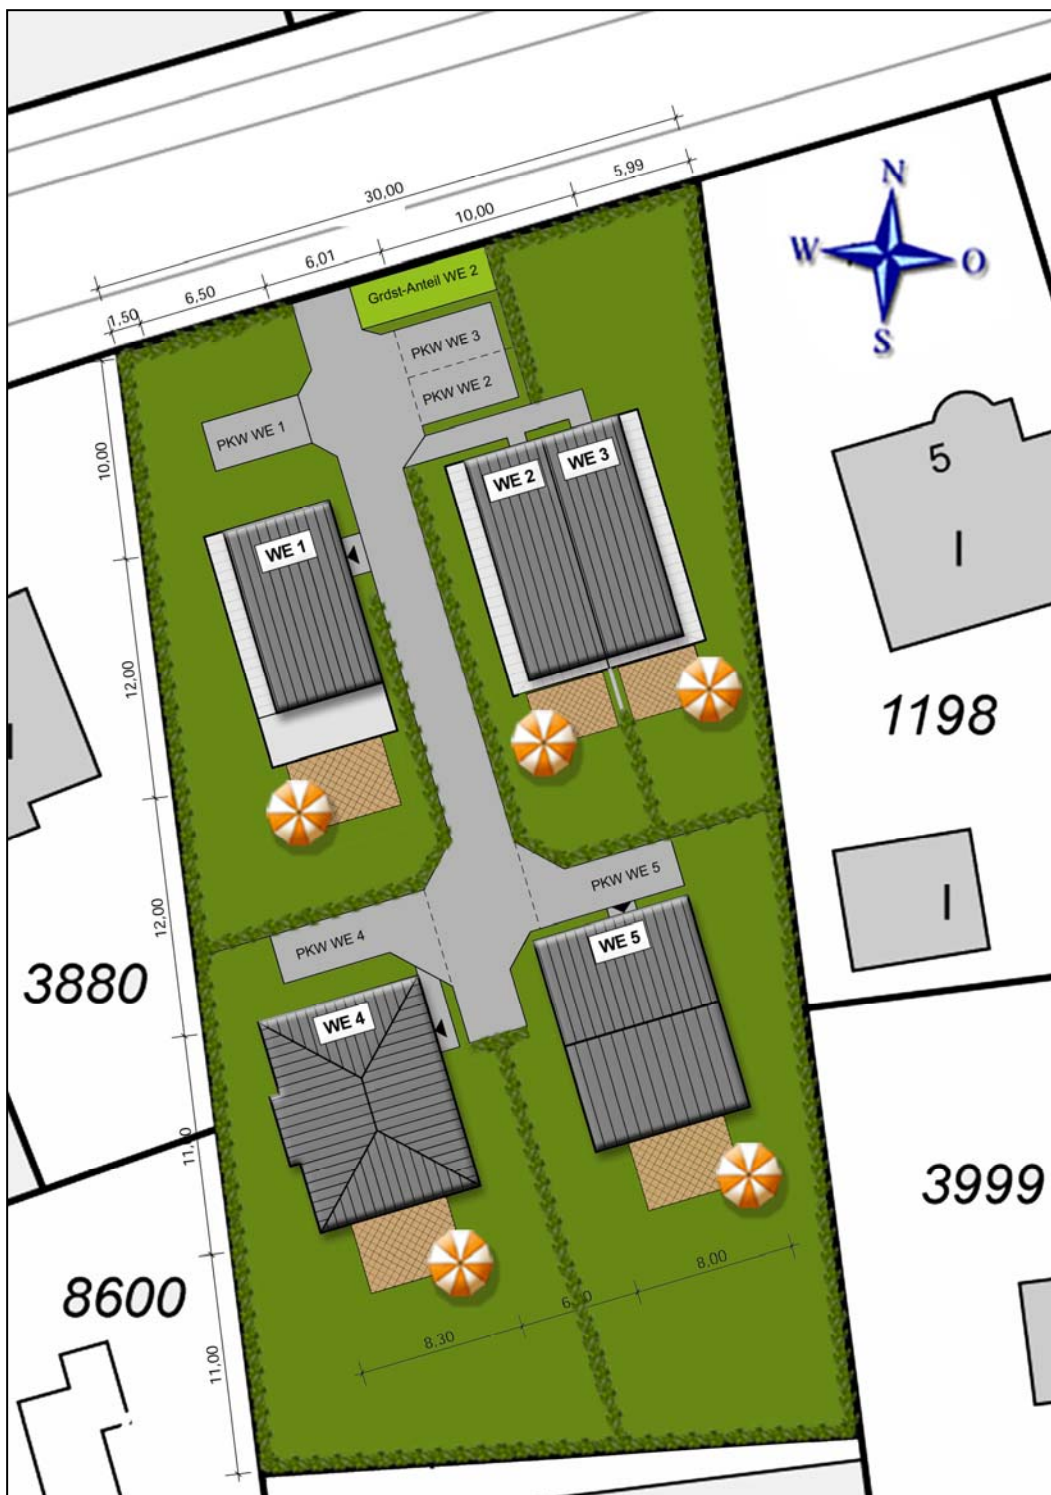 30,00
5,99
10,00
6,01
6,50
1,50
N
W
O
S
Grdst-Anteil WE 2
PKW WE 3
PKW WE 2
PKW WE 1
10,00
WE 3
WE 2
5
WE 1
I
12,00
I
1198
PKW WE 5
I
12,00
PKW WE 4
WE 5
3880
WE 4
3999
8,00
8600
8,30
11,00